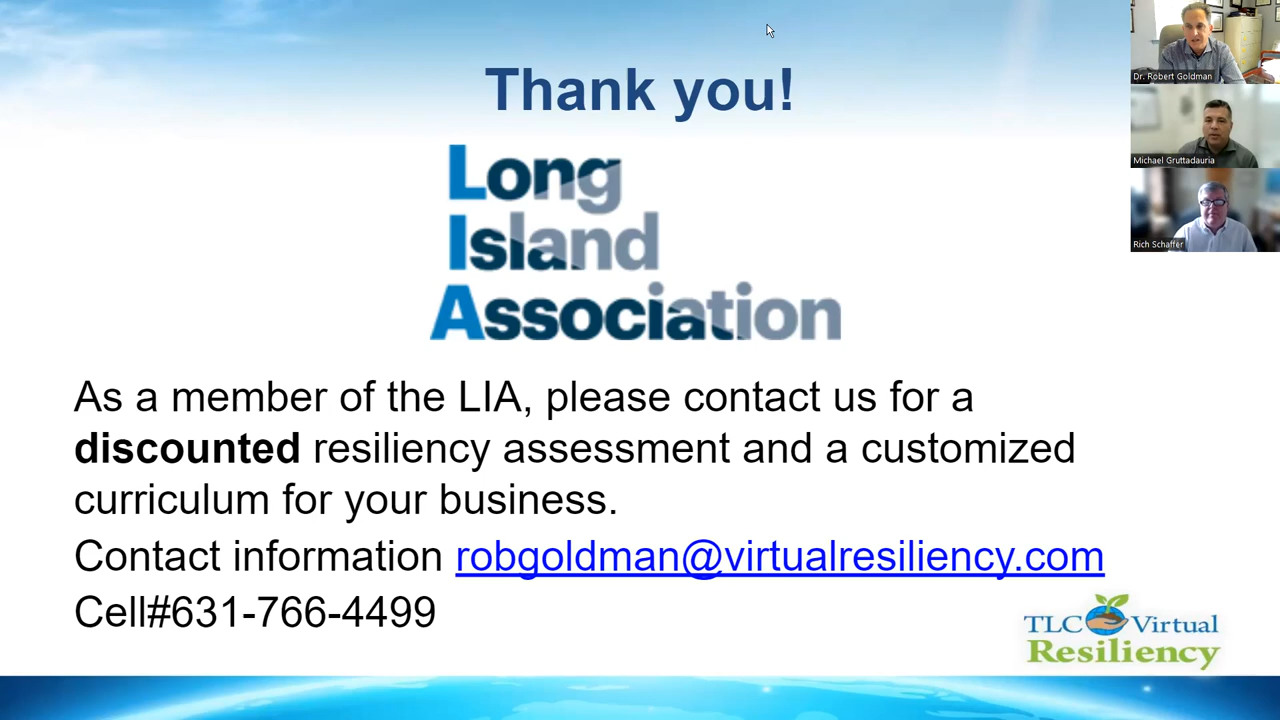 Thank you!
Long
Island
Association
As a member of the LIA, please contact us for a
discounted resiliency assessment and a customized
curriculum for your business.
Contact information robgoldman@virtualresiliency.com
Cell#631-766-4499
TLC Virtual
Resiliency
Dr. Robert Goldman
Michael Gruttadauria
Rich Schaffer